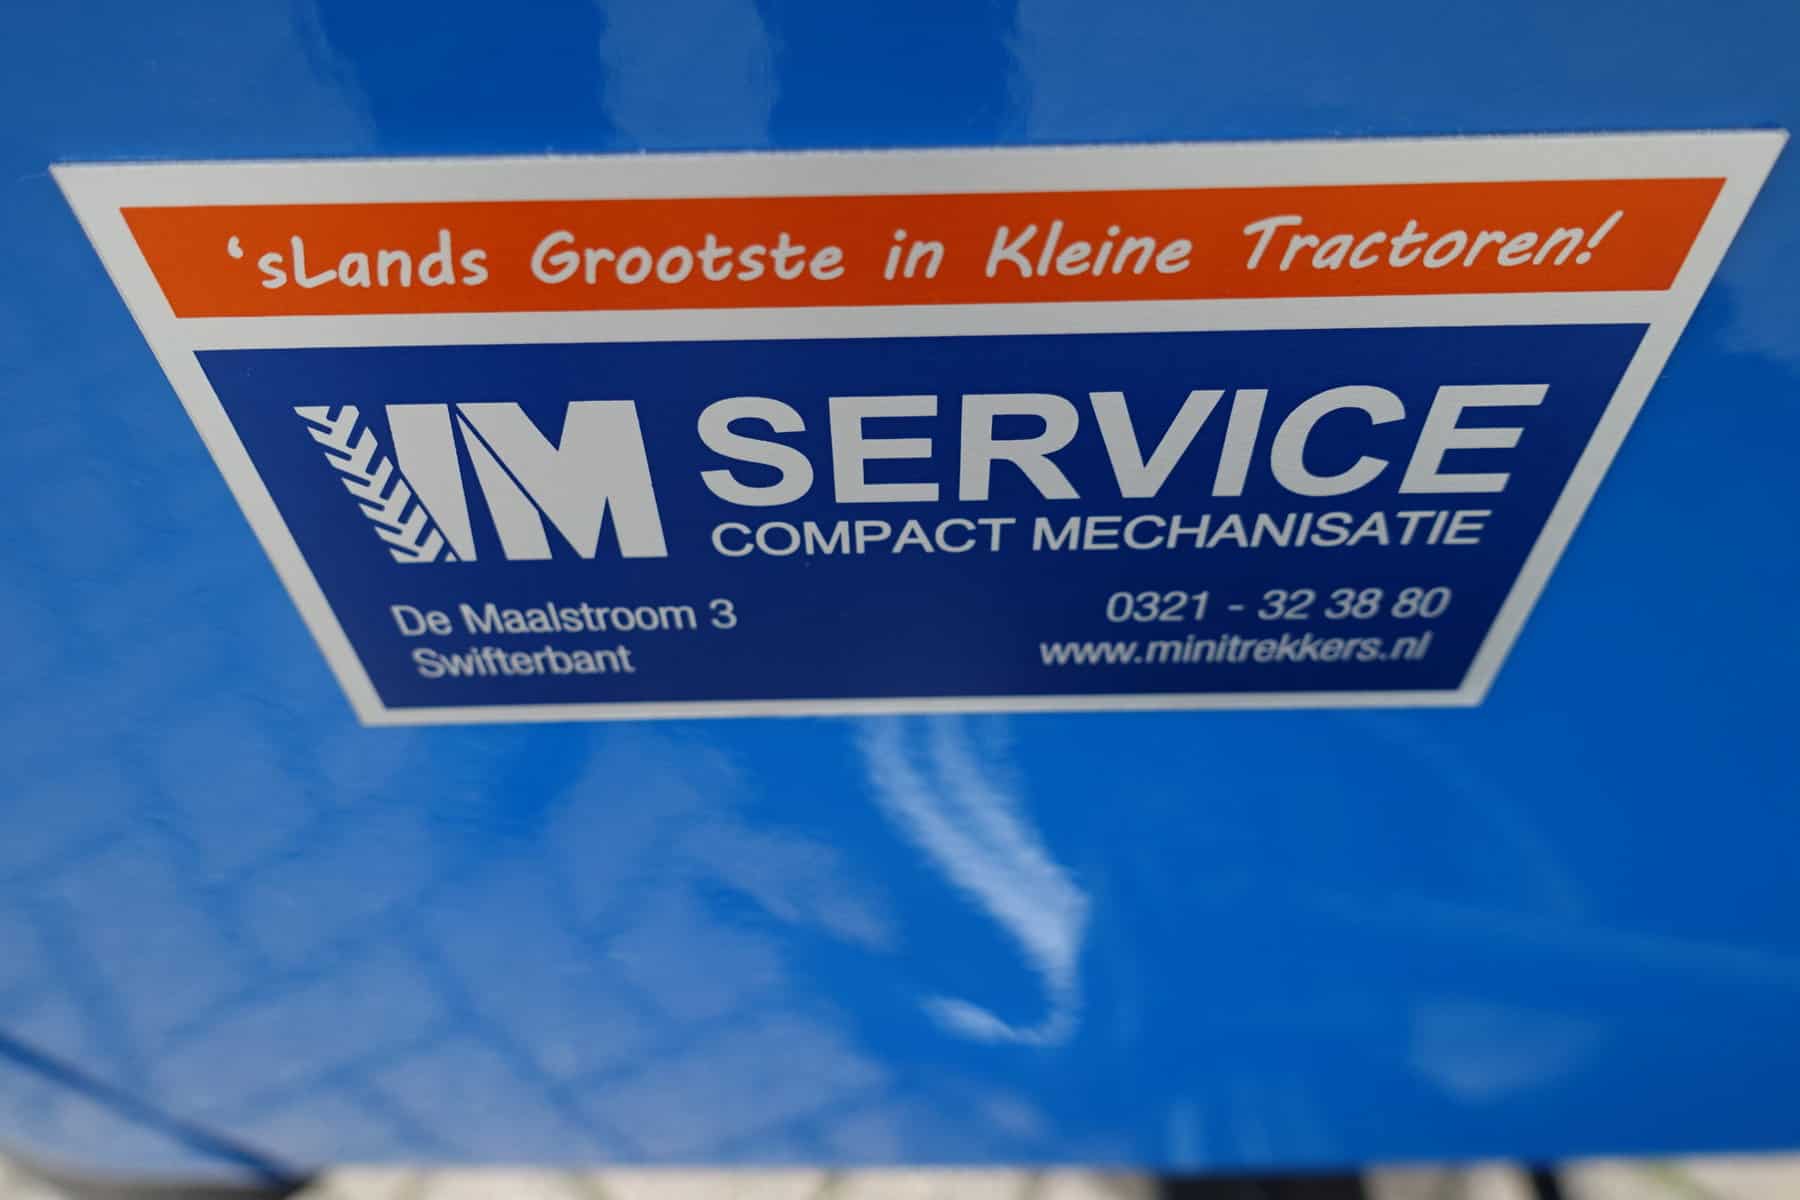 ‘sLands Grootste in Kleine Tractoren!
IM SERVICE
COMPACT MECHANISATIE
De Maalstroom 3
Swifterbant
0321 - 32 38 80
www.minitrekkers.nl